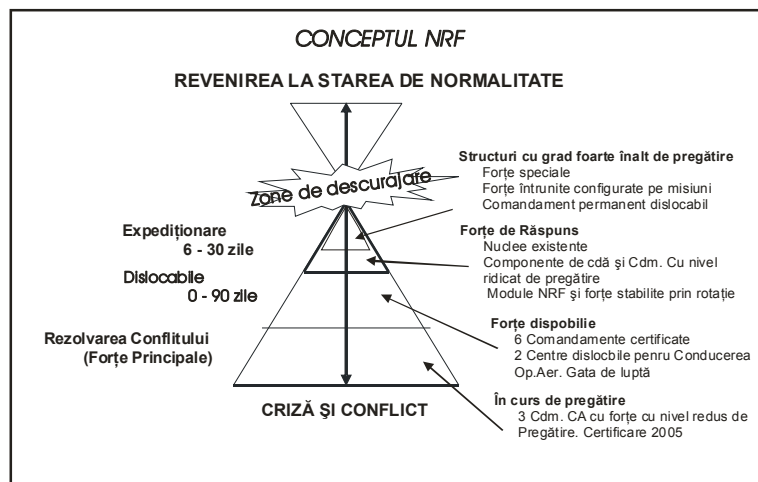 CONCEPTUL NRF
REVENIREA LA STAREA DE NORMALITATE
Zone de descurajare
Structuri cu grad foarte înalt de pregătire
Forțe speciale
Forțe întrunite configurate pe misiuni
Comandament permanent dislocabil
Expediționare
6 - 30 zile
Dislocabile
0 - 90 zile
Forțe de Răspuns
Nuclee existente
Componente de cdă și Cdm. Cu nivel
ridicat de pregătire
Module NRF și forțe stabilite prin rotație
Rezolvarea Conflitului
(Forțe Principale)
Forțe dispobilie
6 Comandamente certificate
2 Centre dislocbile penru Conducerea
Op.Aer. Gata de luptă
În curs de pregătire
3 Cdm. CA cu forțe cu nivel redus de
Pregătire. Certificare 2005
CRIZĂ ŞI CONFLICT